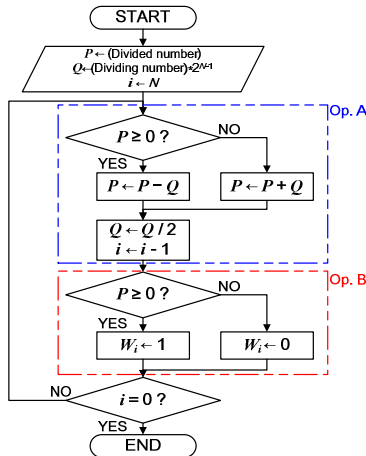 START
P ← (Divided number)
Q←(Dividing number)*2^{N-1}
i ← N
Op. A
P ≥ 0 ?
NO
YES
P ← P − Q
P ← P + Q
Q ← Q / 2
i ← i - 1
Op. B
P ≥ 0 ?
NO
YES
W_i ← 1
W_i ← 0
NO
i = 0 ?
YES
END